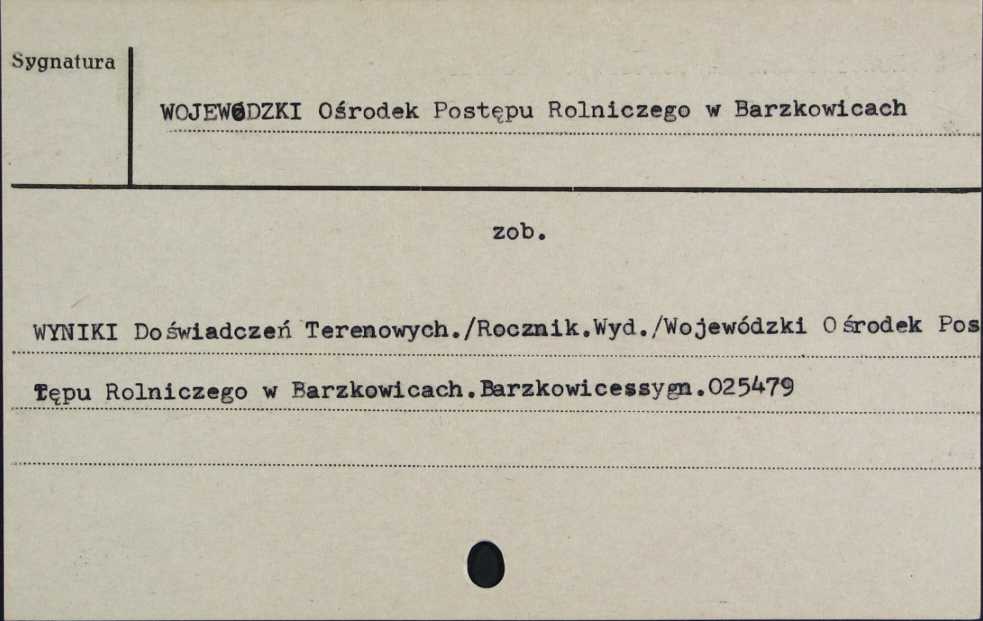 Sygnatura
WOJEWÓDZKI Ośrodek Postępu Rolniczego w Barzkowicach
zob.
WYNIKI Doświadczeń Terenowych./Rocznik.Wyd./Wojewódzki Ośrodek Pos
tępu Rolniczego w Barzkowicach.Barzkowicessygn.025479